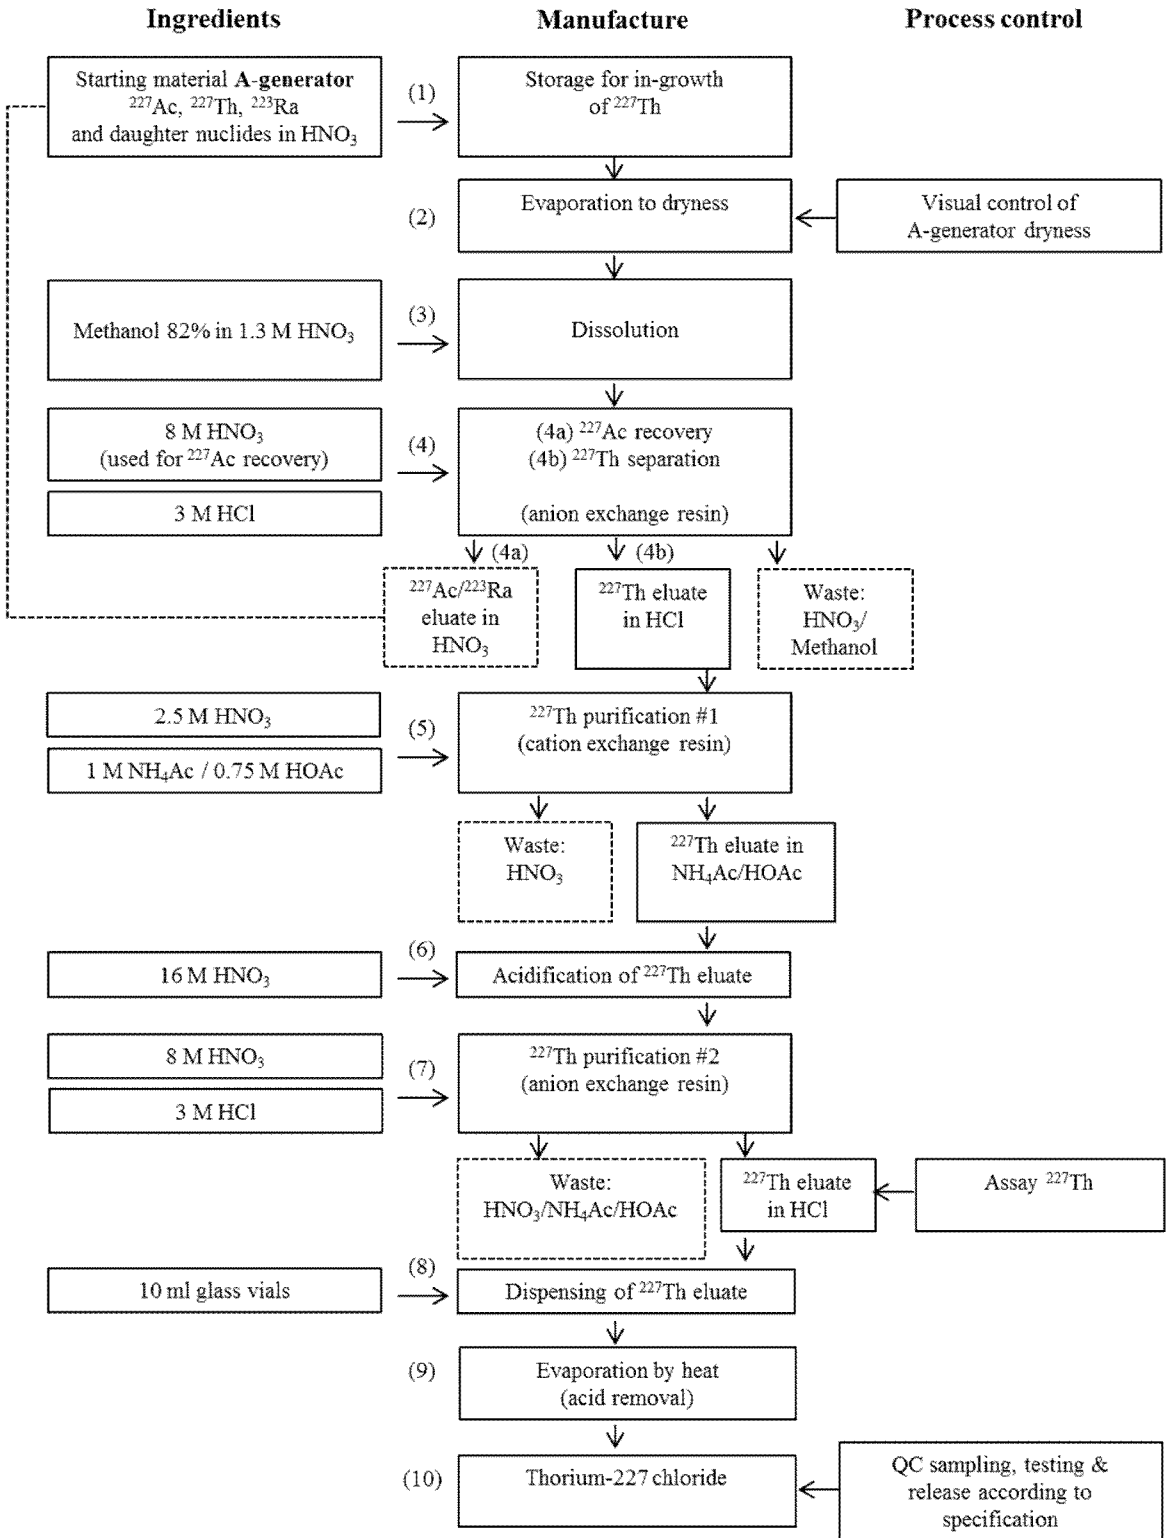 Ingredients
Manufacture
Process control
Starting material A-generator
²²⁷Ac, ²²⁷Th, ²²³Ra
and daughter nuclides in HNO₃
(1)
Storage for in-growth
of ²²⁷Th
(2)
Evaporation to dryness
Visual control of
A-generator dryness
Methanol 82% in 1.3 M HNO₃
(3)
Dissolution
8 M HNO₃
(used for ²²⁷Ac recovery)
3 M HCl
(4)
(4a) ²²⁷Ac recovery
(4b) ²²⁷Th separation
(anion exchange resin)
(4a)
(4b)
²²⁷Ac/²²³Ra
eluate in
HNO₃
²²⁷Th eluate
in HCl
Waste:
HNO₃/
Methanol
2.5 M HNO₃
1 M NH₄Ac / 0.75 M HOAc
(5)
²²⁷Th purification #1
(cation exchange resin)
Waste:
HNO₃
²²⁷Th eluate in
NH₄Ac/HOAc
16 M HNO₃
(6)
Acidification of ²²⁷Th eluate
8 M HNO₃
3 M HCl
(7)
²²⁷Th purification #2
(anion exchange resin)
Waste:
HNO₃/NH₄Ac/HOAc
²²⁷Th eluate
in HCl
Assay ²²⁷Th
10 ml glass vials
(8)
Dispensing of ²²⁷Th eluate
(9)
Evaporation by heat
(acid removal)
(10)
Thorium-227 chloride
QC sampling, testing &
release according to
specification